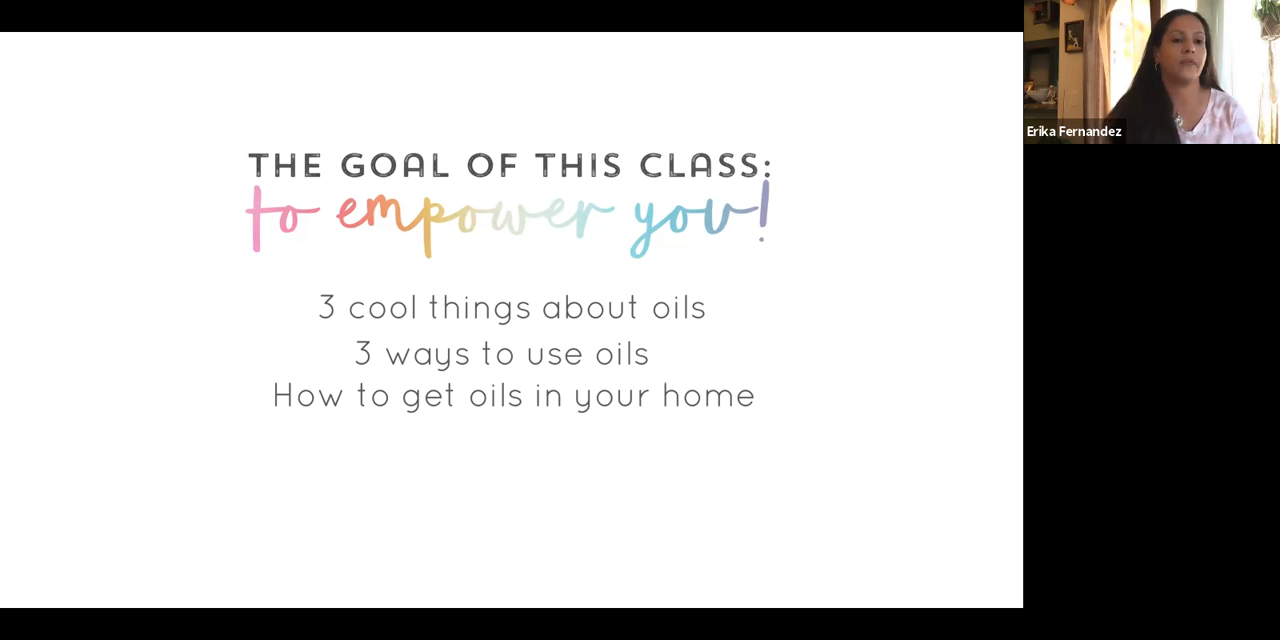 THE GOAL OF THIS CLASS:
to empower you!
3 cool things about oils
3 ways to use oils
How to get oils in your home
Erika Fernandez